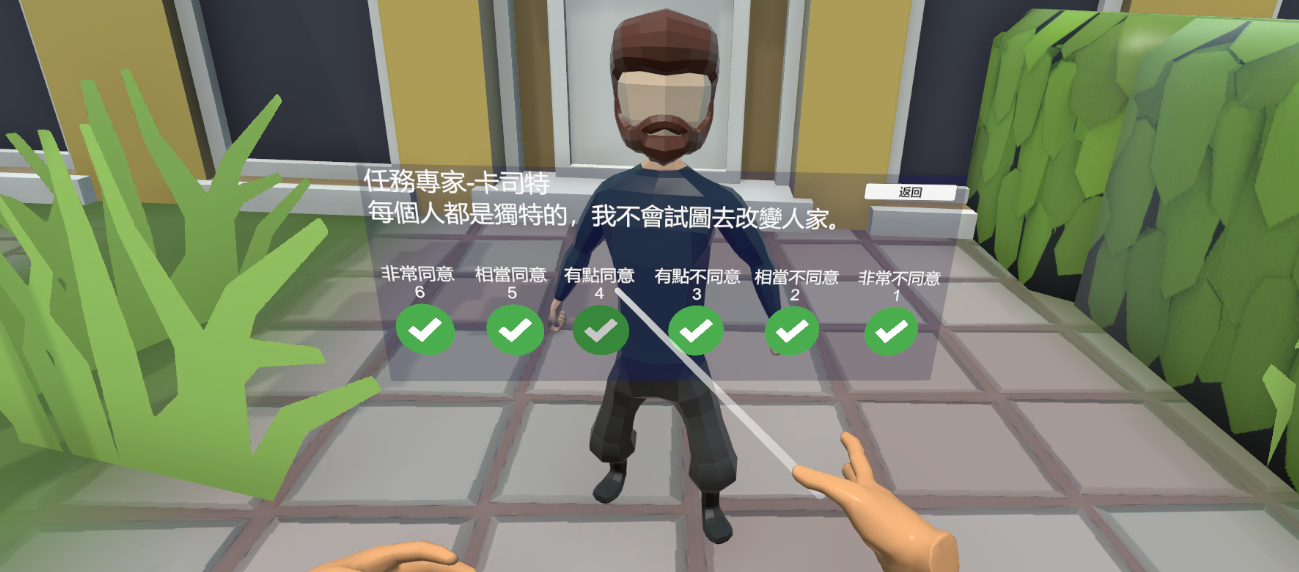 任務專家-卡司特
返回
每個人都是獨特的，我不會試圖去改變人家。
非常同意 相當同意 有點同意 有點不同意 相當不同意 非常不同意
6 5 4 3 2 1